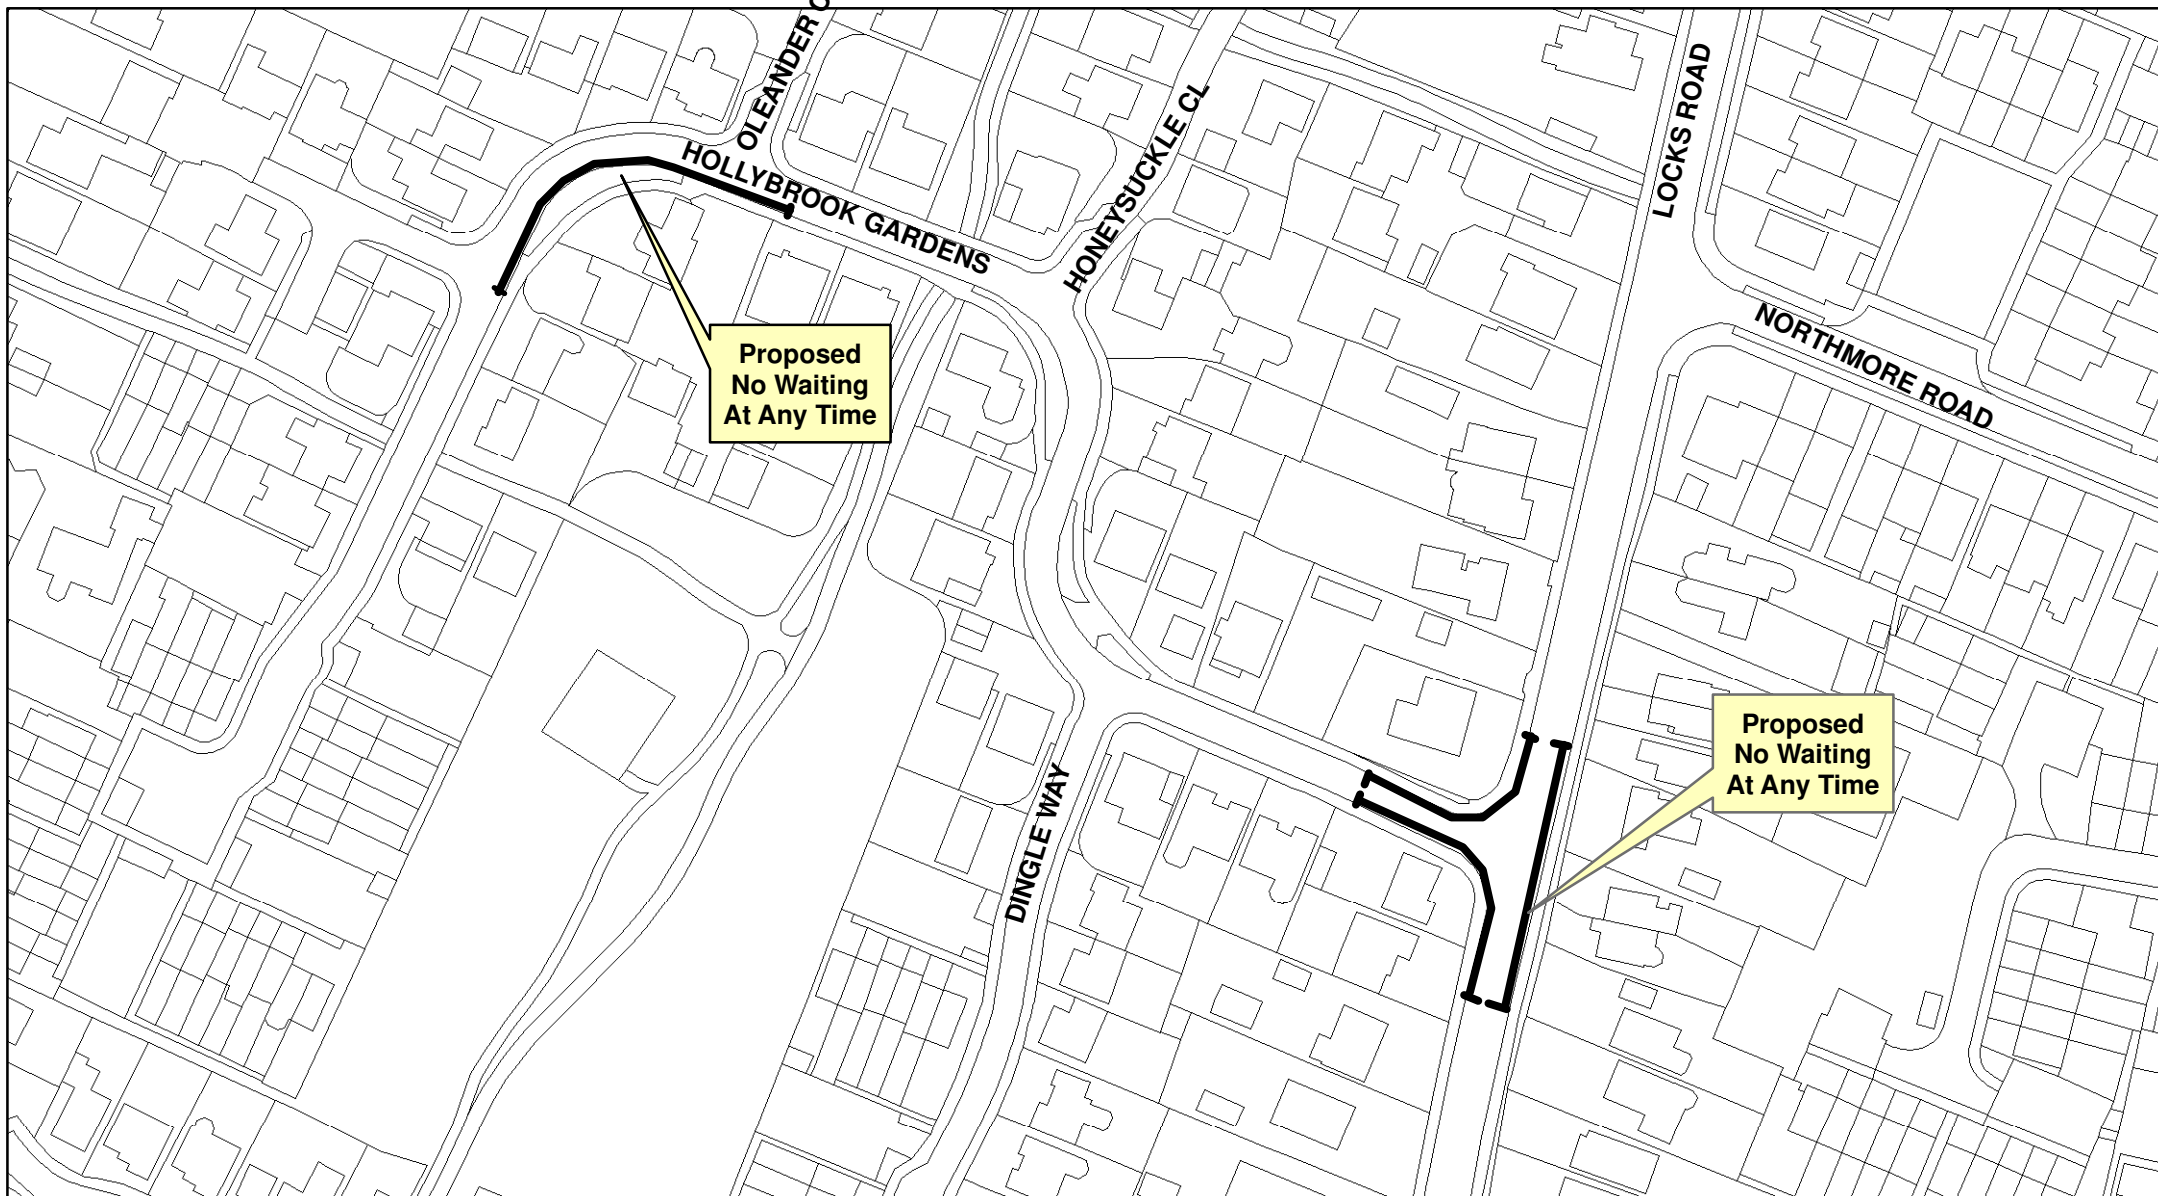 OLEANDER C
HOLLYBROOK GARDENS
HONEYSUCKLE CL
LOCKS ROAD
NORTHMORE ROAD
Proposed
No Waiting
At Any Time
Proposed
No Waiting
At Any Time
DINGLE WAY